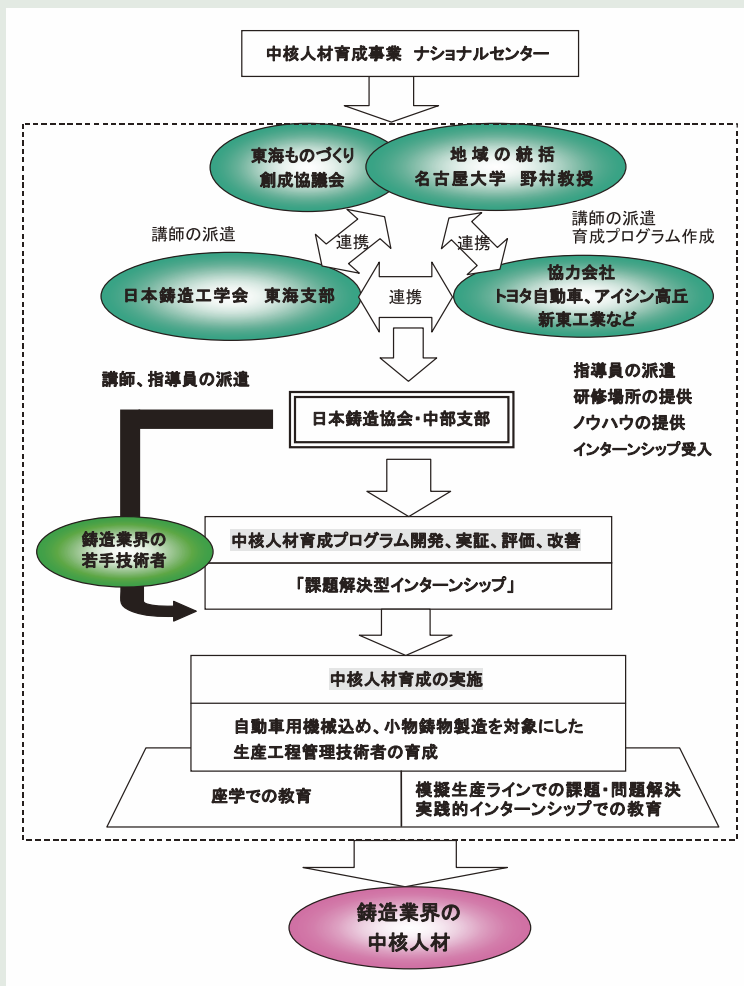 中核人材育成事業　ナショナルセンター
東海ものづくり
創成協議会
地域の統括
名古屋大学　野村教授
講師の派遣
連携
連携
講師の派遣
育成プログラム作成
日本鋳造工学会　東海支部
連携
協力会社
トヨタ自動車、アイシン高丘
新東工業など
講師、指導員の派遣
日本鋳造協会・中部支部
指導員の派遣
研修場所の提供
ノウハウの提供
インターンシップ受入
鋳造業界の
若手技術者
中核人材育成プログラム開発、実証、評価、改善
「課題解決型インターンシップ」
中核人材育成の実施
自動車用機械込め、小物鋳物製造を対象にした
生産工程管理技術者の育成
座学での教育
模擬生産ラインでの課題・問題解決
実践的インターンシップでの教育
鋳造業界の
中核人材